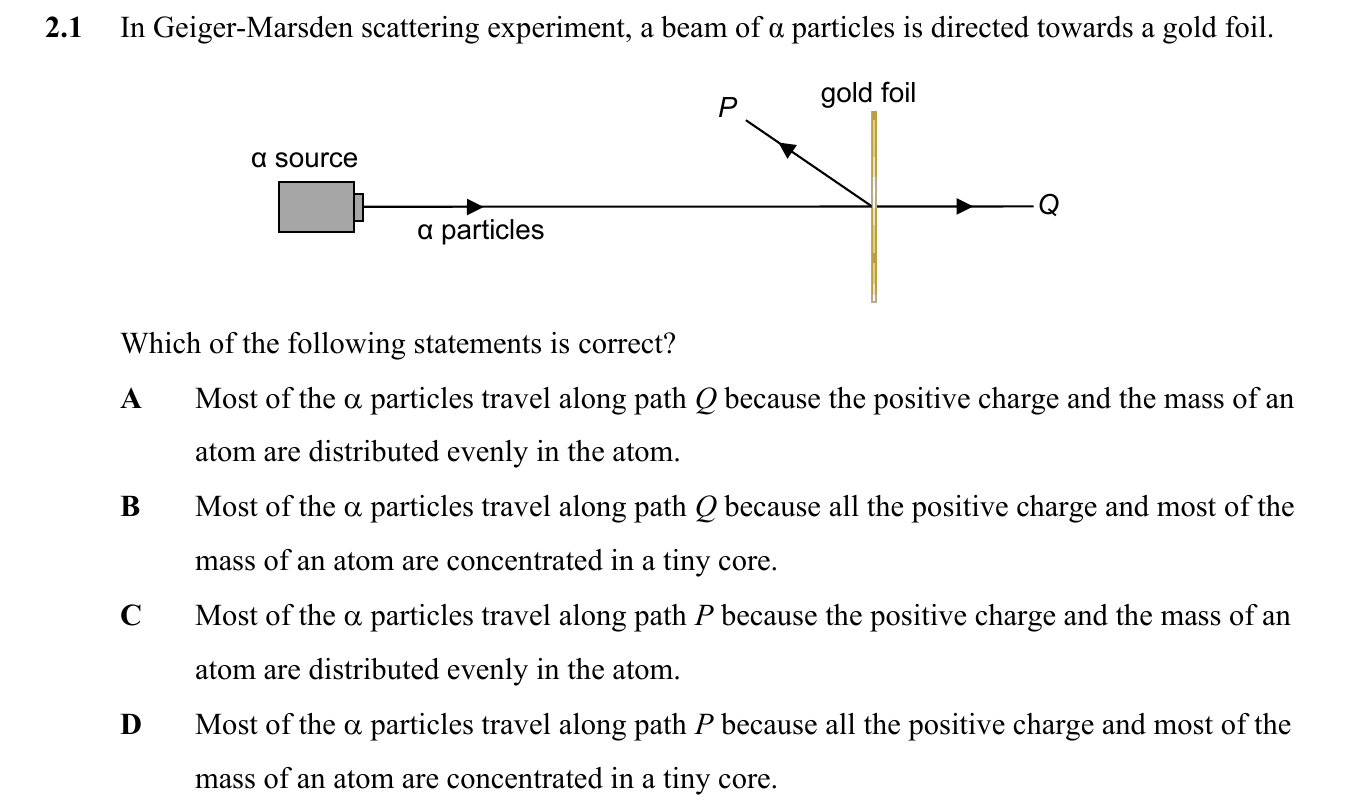 2.1 In Geiger-Marsden scattering experiment, a beam of α particles is directed towards a gold foil.
gold foil
P
α source
Q
α particles
Which of the following statements is correct?
A Most of the α particles travel along path Q because the positive charge and the mass of an
atom are distributed evenly in the atom.
B Most of the α particles travel along path Q because all the positive charge and most of the
mass of an atom are concentrated in a tiny core.
C Most of the α particles travel along path P because the positive charge and the mass of an
atom are distributed evenly in the atom.
D Most of the α particles travel along path P because all the positive charge and most of the
mass of an atom are concentrated in a tiny core.